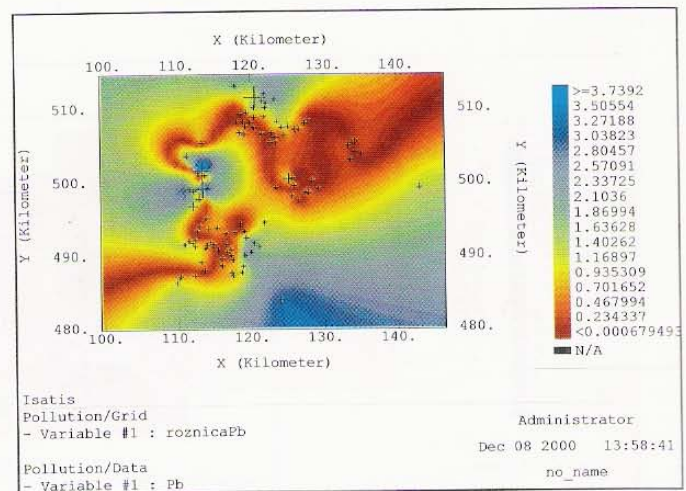 X (Kilometer)
100. 110. 120. 130. 140.
510.
500.
490.
480.
Y (Kilometer)
510.
500.
490.
480.
Y (Kilometer)
100. 110. 120. 130. 140.
X (Kilometer)
>=3.7392
3.50554
3.27188
3.03823
2.80457
2.57091
2.33725
2.1036
1.86994
1.63628
1.40262
1.16897
0.935309
0.701652
0.467994
0.234337
<0.000679493
N/A
Isatis
Pollution/Grid
- Variable #1 : roznicaPb
Pollution/Data
- Variable #1 : Pb
Administrator
Dec 08 2000 13:58:41
no_name